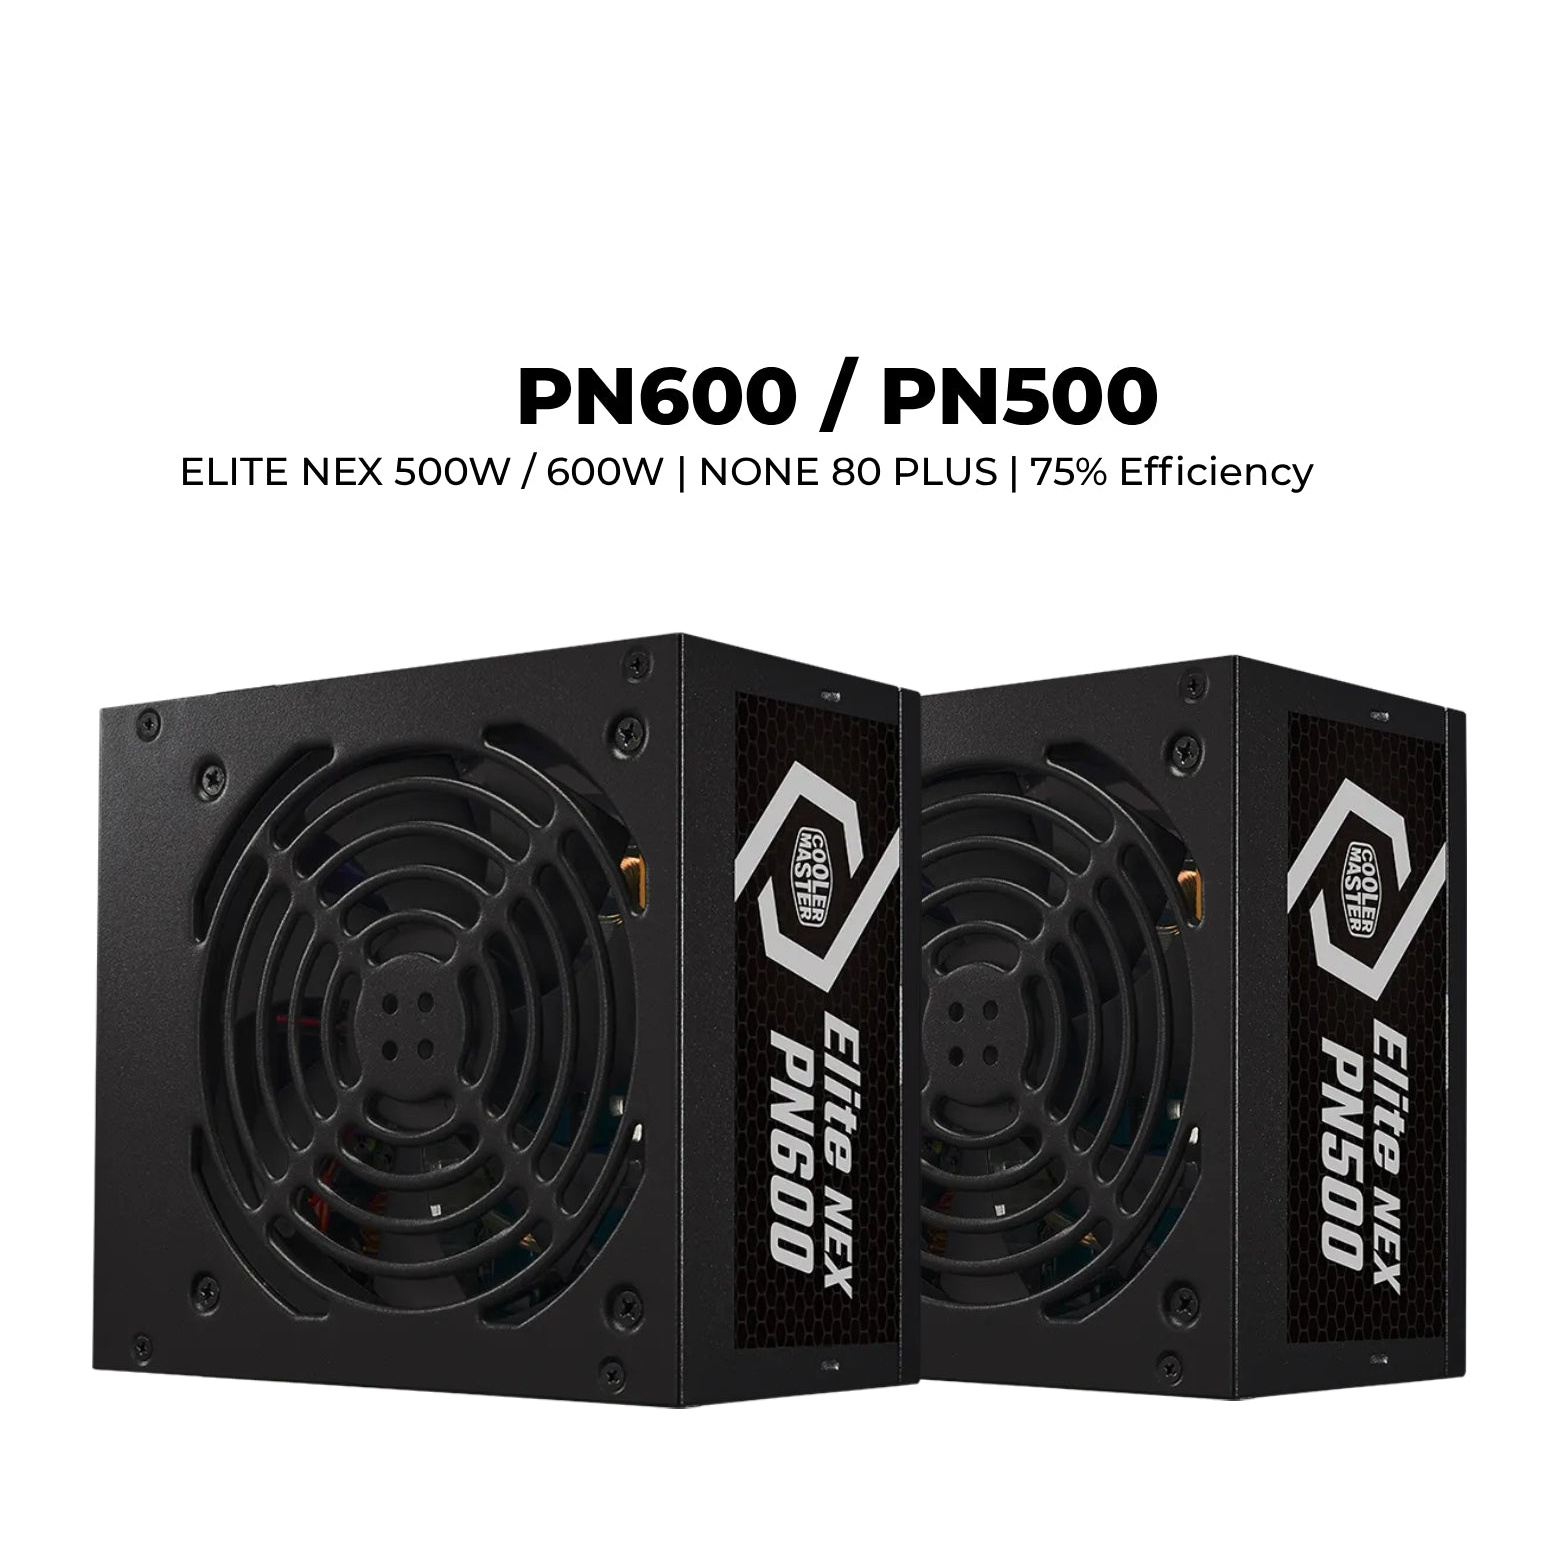 PN600 / PN500
ELITE NEX 500W / 600W | NONE 80 PLUS | 75% Efficiency
COOLER
MASTER
Elite NEX
PN600
COOLER
MASTER
Elite NEX
PN500